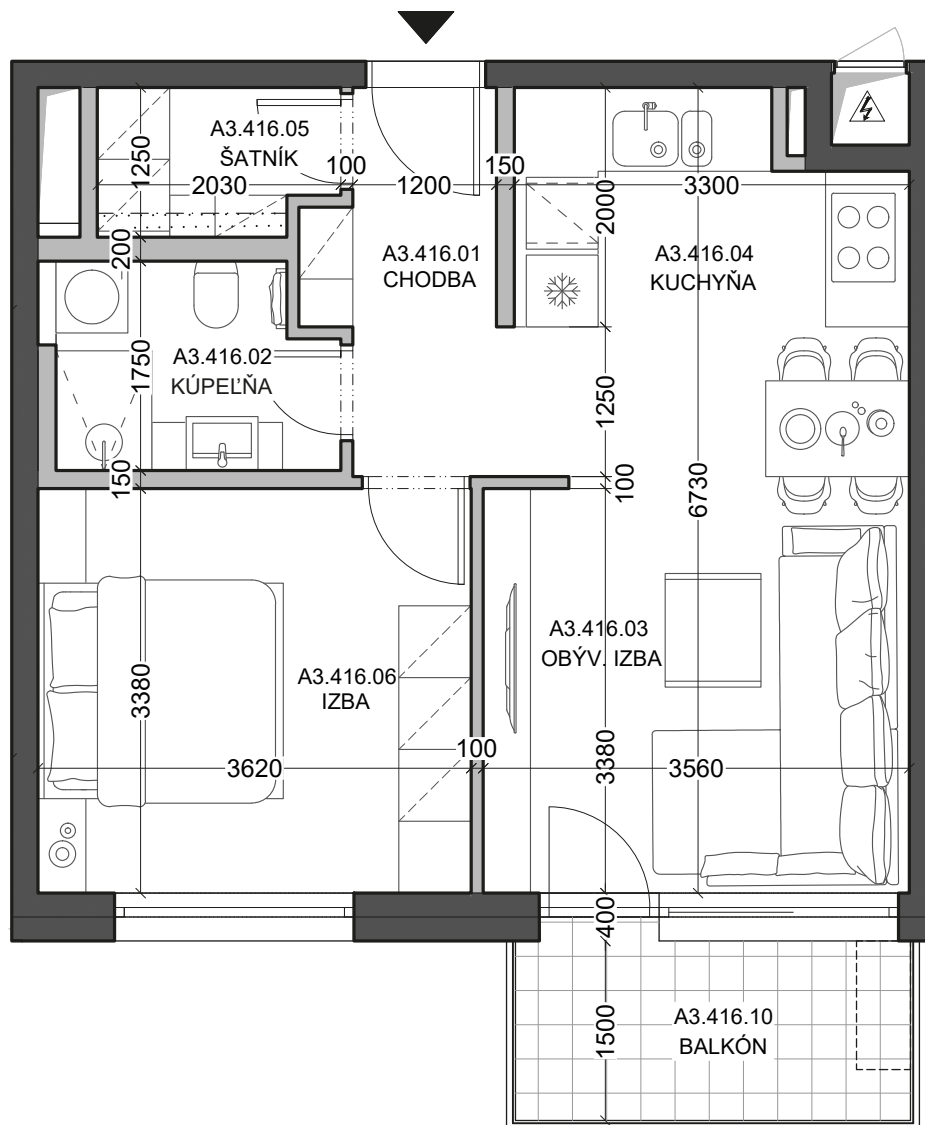 A3.416.05
ŠATNÍK
1250
2030
100
1200
150
2000
3300
A3.416.01
CHODBA
A3.416.04
KUCHYŇA
200
A3.416.02
KÚPEĽŇA
1750
1250
150
100
6730
A3.416.03
OBÝV. IZBA
A3.416.06
IZBA
3380
100
3620
3380
3560
400
A3.416.10
BALKÓN
1500